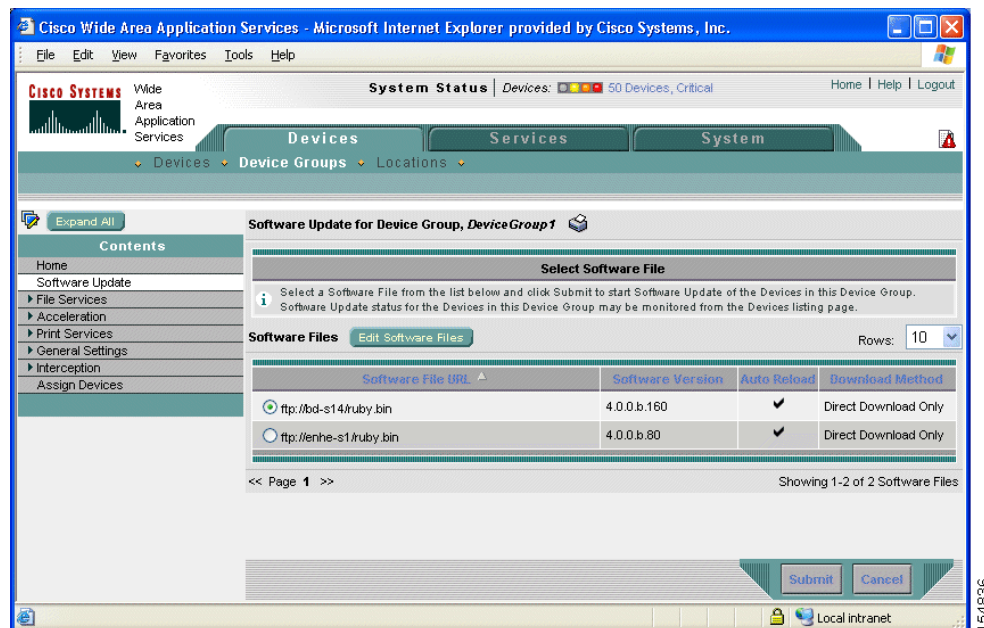 Cisco Wide Area Application Services - Microsoft Internet Explorer provided by Cisco Systems, Inc.
File Edit View Favorites Tools Help
CISCO SYSTEMS
Wide
Area
Application
Services
System Status | Devices: 50 Devices, Critical
Home | Help | Logout
Devices Services System
Devices Device Groups Locations
Expand All
Contents
Home
Software Update
File Services
Acceleration
Print Services
General Settings
Interception
Assign Devices
Software Update for Device Group, DeviceGroup1
Select Software File
Select a Software File from the list below and click Submit to start Software Update of the Devices in this Device Group.
Software Update status for the Devices in this Device Group may be monitored from the Devices listing page.
Software Files Edit Software Files Rows: 10
Software File URL Software Version Auto Reload Download Method
ftp://bd-s14/ruby.bin 4.0.0.b.160 Direct Download Only
ftp://enhe-s1/ruby.bin 4.0.0.b.80 Direct Download Only
<< Page 1 >> Showing 1-2 of 2 Software Files
Submit Cancel
Local intranet
154836